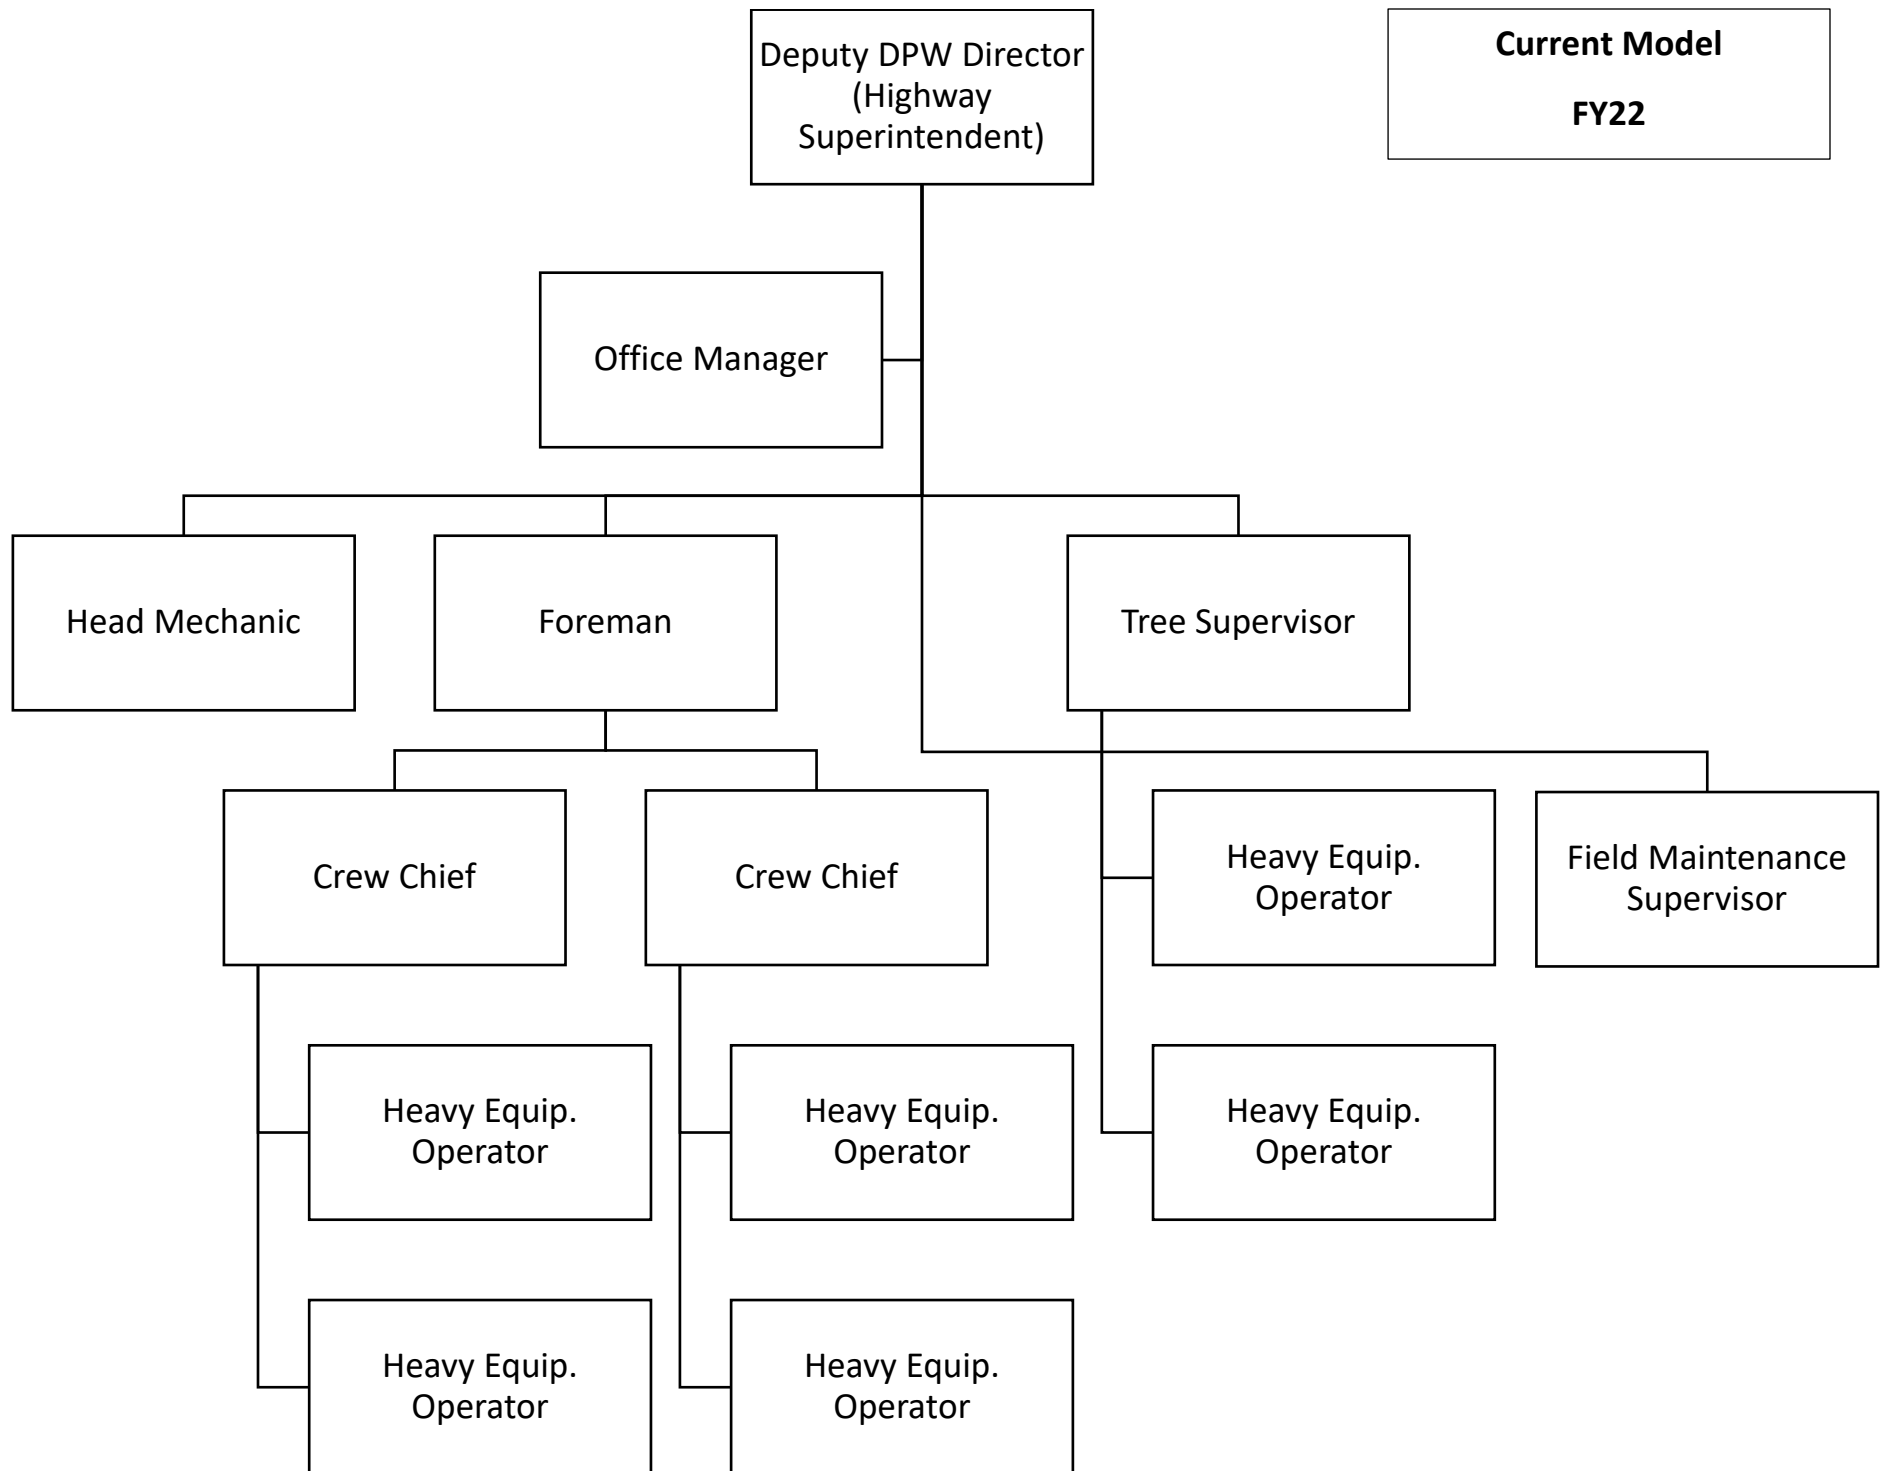 Deputy DPW Director
(Highway
Superintendent)
Current Model
FY22
Office Manager
Head Mechanic
Foreman
Tree Supervisor
Crew Chief
Crew Chief
Heavy Equip.
Operator
Field Maintenance
Supervisor
Heavy Equip.
Operator
Heavy Equip.
Operator
Heavy Equip.
Operator
Heavy Equip.
Operator
Heavy Equip.
Operator